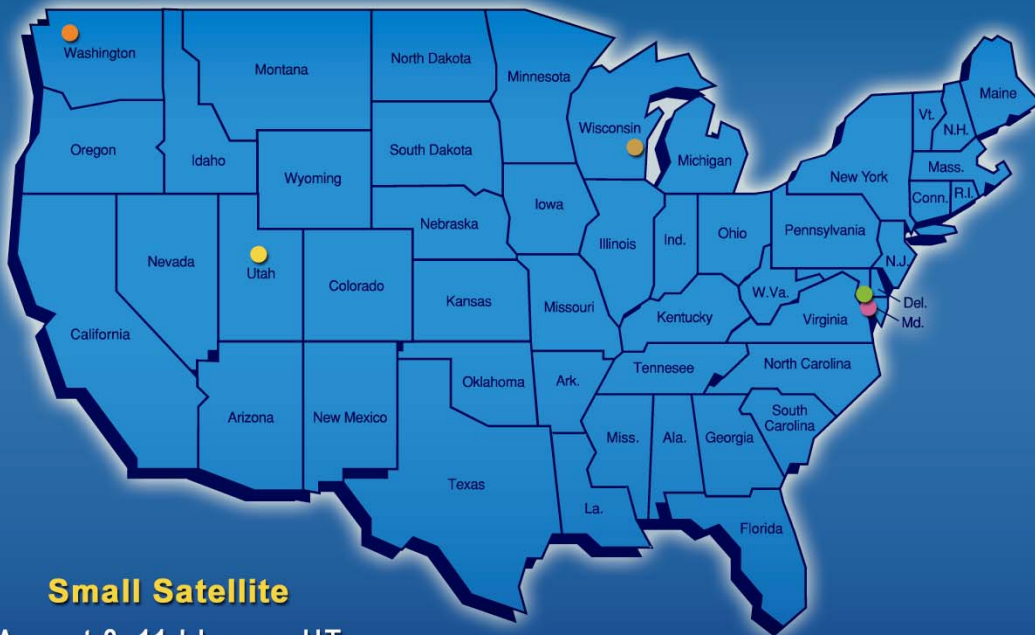 Washington
Montana
North Dakota
Minnesota
Maine
Vt.
N.H.
Oregon
Idaho
Wyoming
South Dakota
Wisconsin
Michigan
New York
Mass.
Conn.
R.I.
Nevada
Utah
Colorado
Nebraska
Iowa
Illinois
Ind.
Ohio
Pennsylvania
N.J.
California
Kansas
Missouri
Kentucky
W.Va.
Virginia
Del.
Md.
Arizona
New Mexico
Oklahoma
Ark.
Tennesee
North Carolina
South
Carolina
Texas
La.
Miss.
Ala.
Georgia
Florida
Small Satellite
August UT